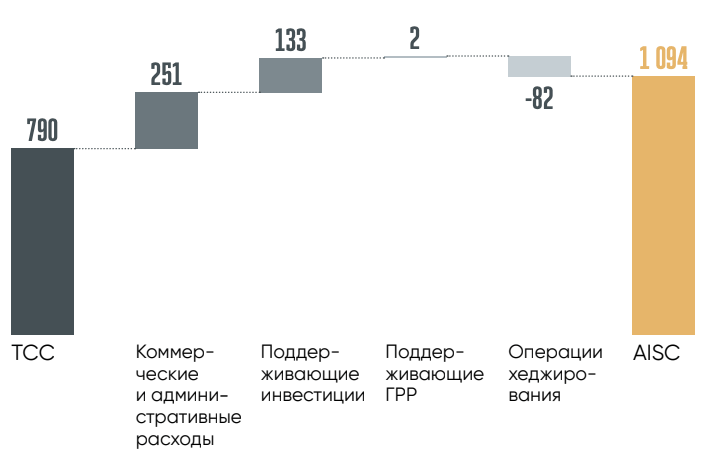 790
251
133
2
-82
1 094
TCC
Коммер-
ческие
и админи-
стративные
расходы
Поддер-
живающие
инвестиции
Поддер-
живающие
ГРР
Операции
хеджиро-
вания
AISC